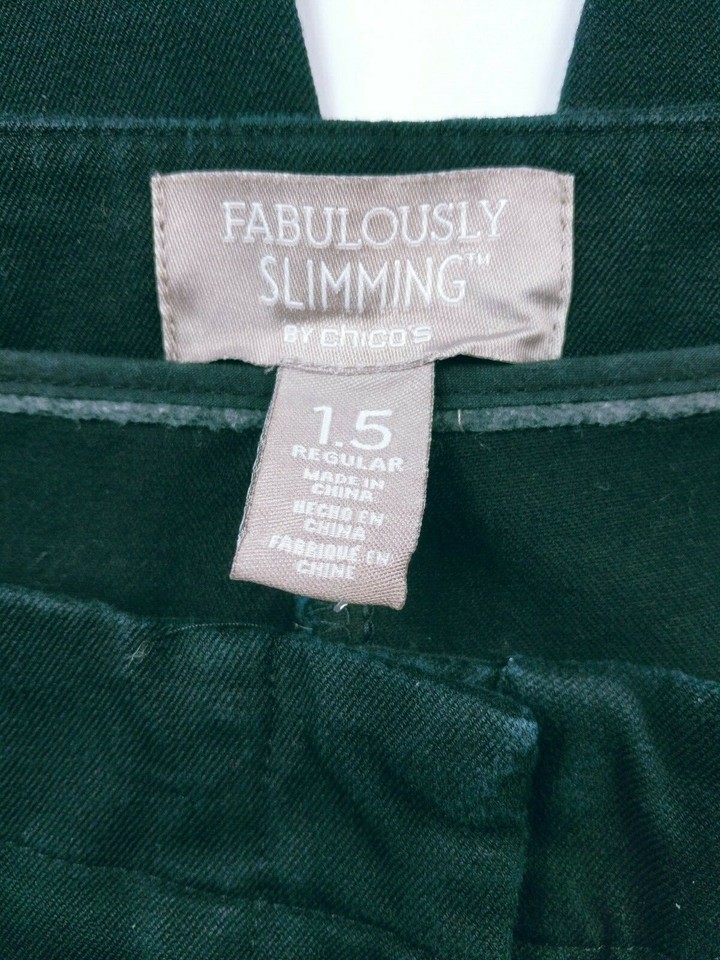 FABULOUSLY
SLIMMING™
BY chico's
1.5
REGULAR
MADE IN
CHINA
HECHO EN
CHINA
FABRIQUÉ EN
CHINE